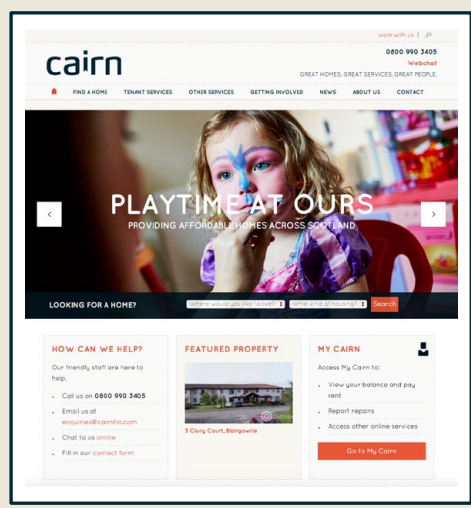 work with us |
0800 990 3405
cairn
Webchat
GREAT HOMES, GREAT SERVICES, GREAT PEOPLE.
FIND A HOME TENANT SERVICES OTHER SERVICES GETTING INVOLVED NEWS ABOUT US CONTACT
PLAYTIME AT OURS
PROVIDING AFFORDABLE HOMES ACROSS SCOTLAND
LOOKING FOR A HOME? Where would you like to live? What kind of housing? Search
HOW CAN WE HELP?
Our friendly staff are here to
help.
Call us on 0800 990 3405
Email us at
enquiries@cairnha.com
Chat to us online
Fill in our contact form
FEATURED PROPERTY
3 Cluny Court, Blairgowrie
MY CAIRN
Access My Cairn to:
View your balance and pay
rent
Report repairs
Access other online services
Go to My Cairn